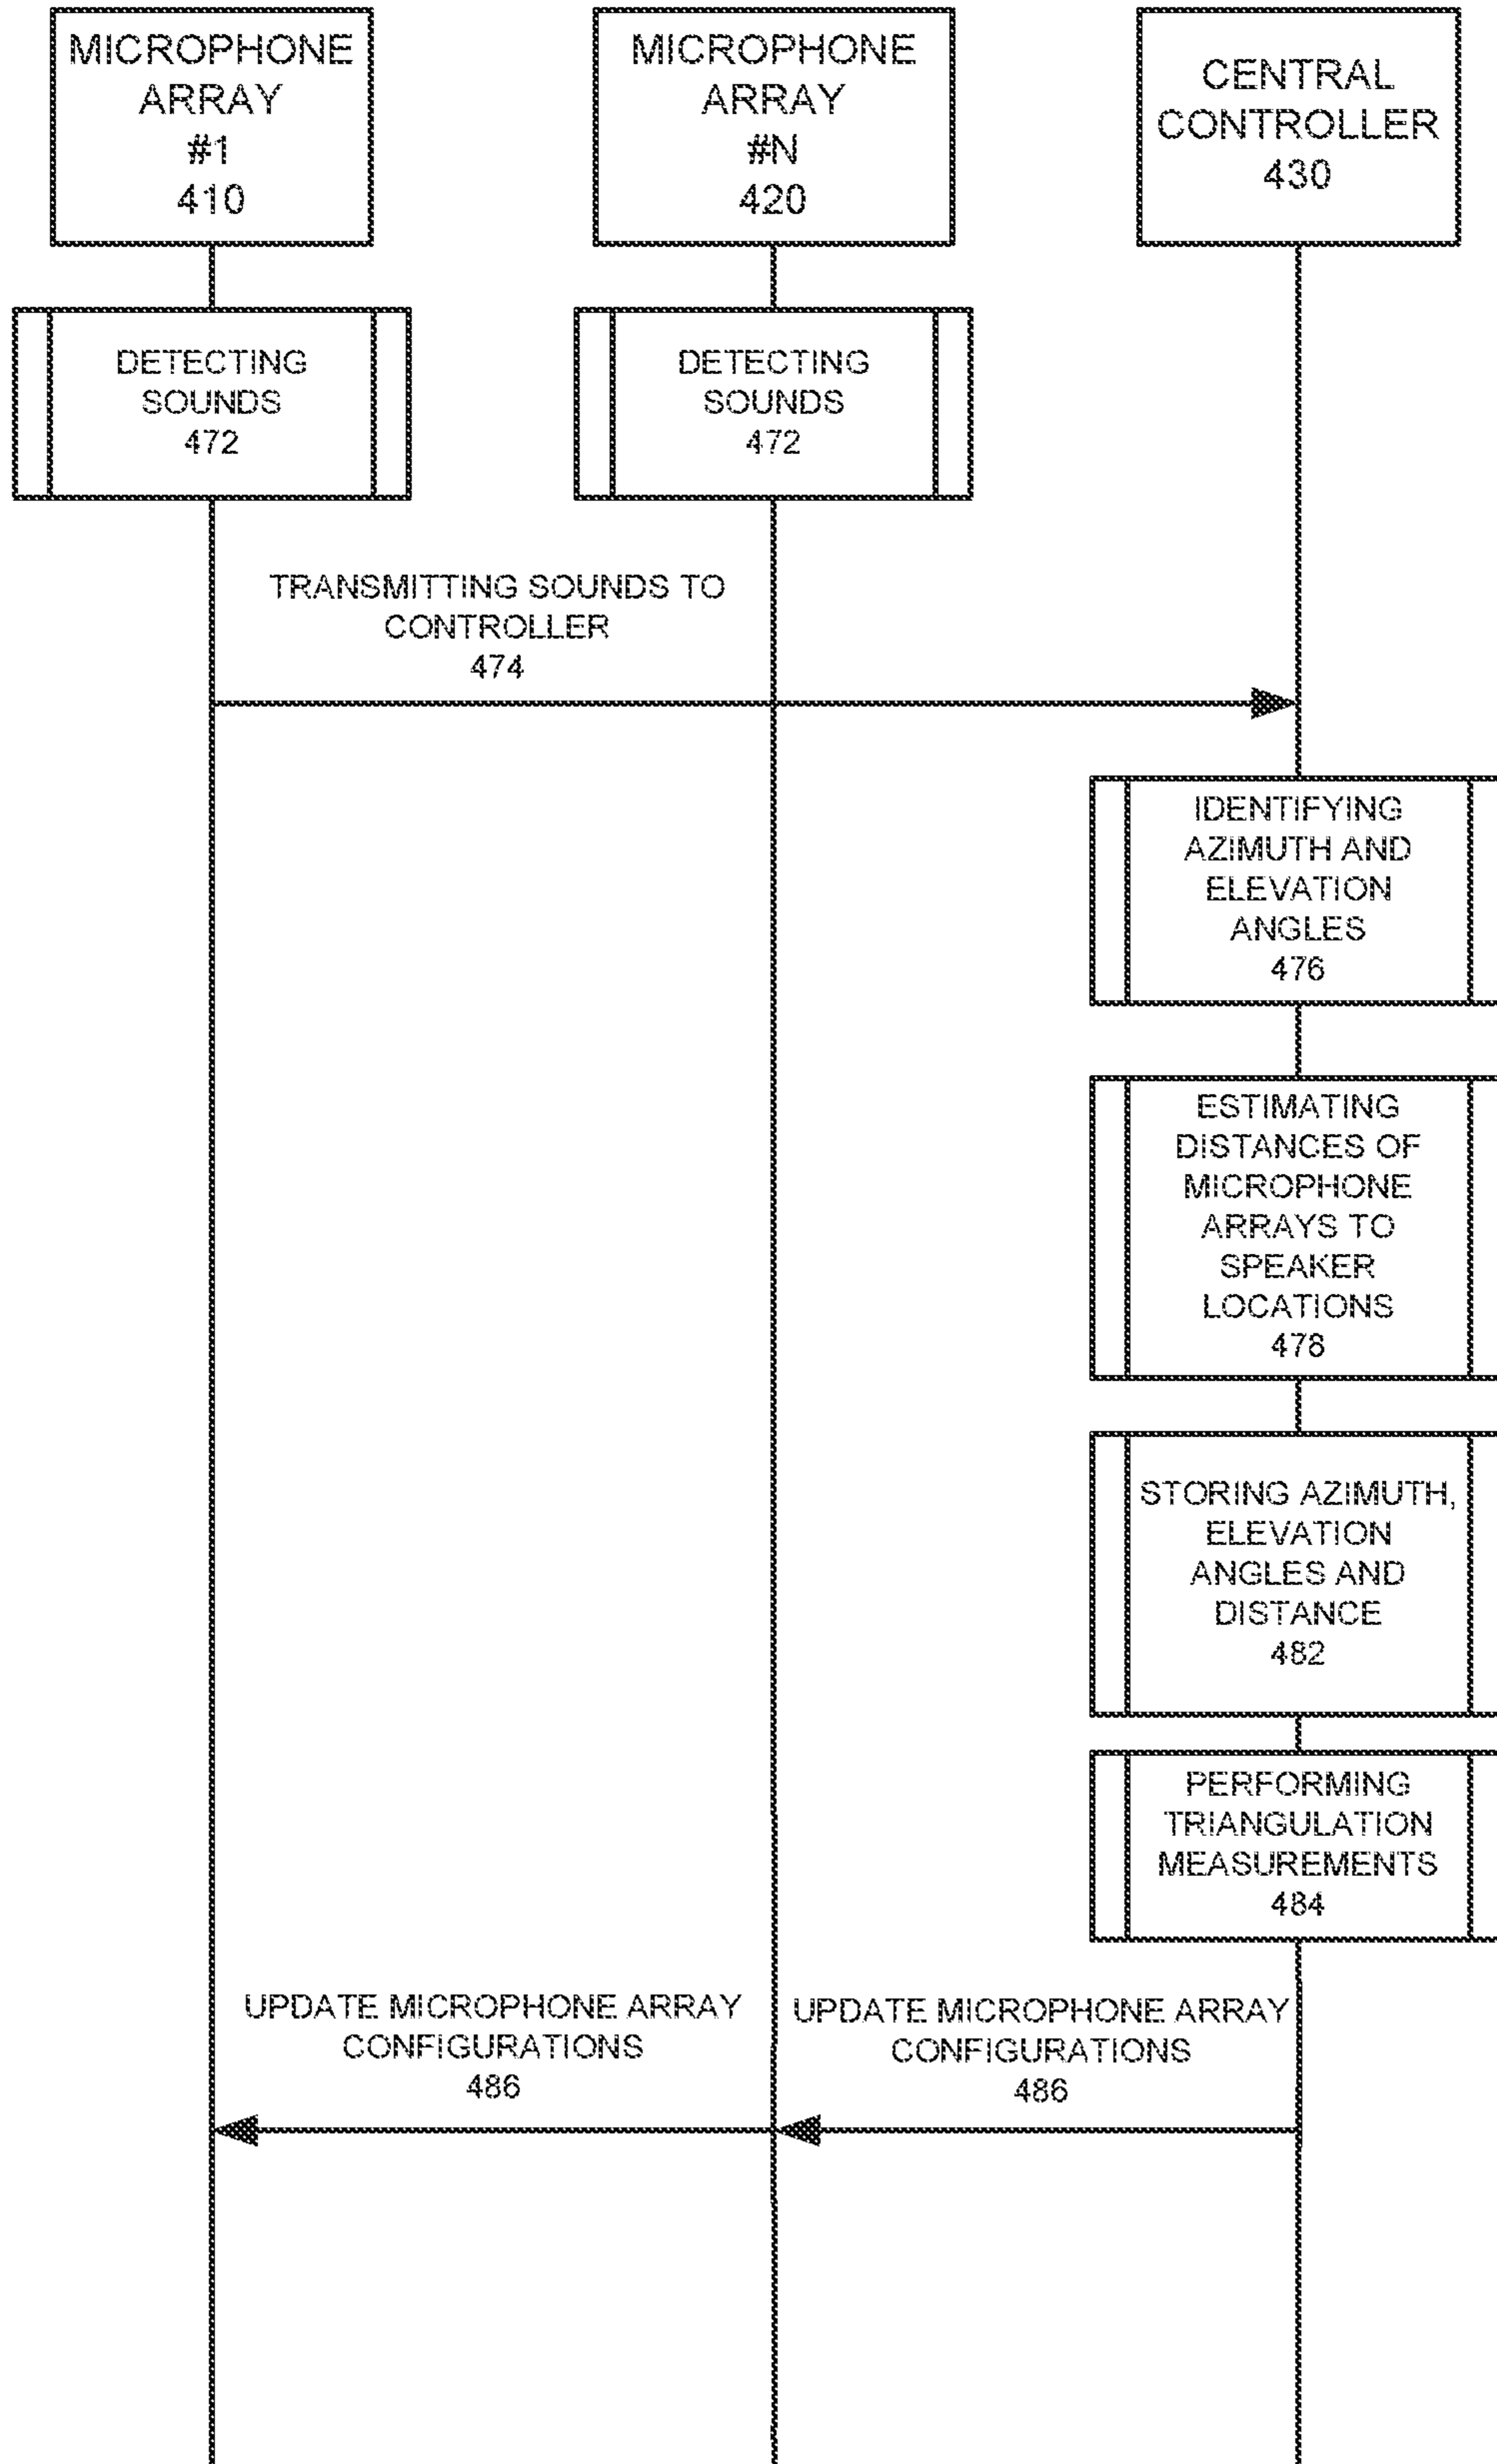 MICROPHONE
ARRAY
#1
410
MICROPHONE
ARRAY
#N
420
CENTRAL
CONTROLLER
430
DETECTING
SOUNDS
472
DETECTING
SOUNDS
472
TRANSMITTING SOUNDS TO
CONTROLLER
474
IDENTIFYING
AZIMUTH AND
ELEVATION
ANGLES
476
ESTIMATING
DISTANCES OF
MICROPHONE
ARRAYS TO
SPEAKER
LOCATIONS
478
STORING AZIMUTH,
ELEVATION
ANGLES AND
DISTANCE
482
PERFORMING
TRIANGULATION
MEASUREMENTS
484
UPDATE MICROPHONE ARRAY
CONFIGURATIONS
486
UPDATE MICROPHONE ARRAY
CONFIGURATIONS
486